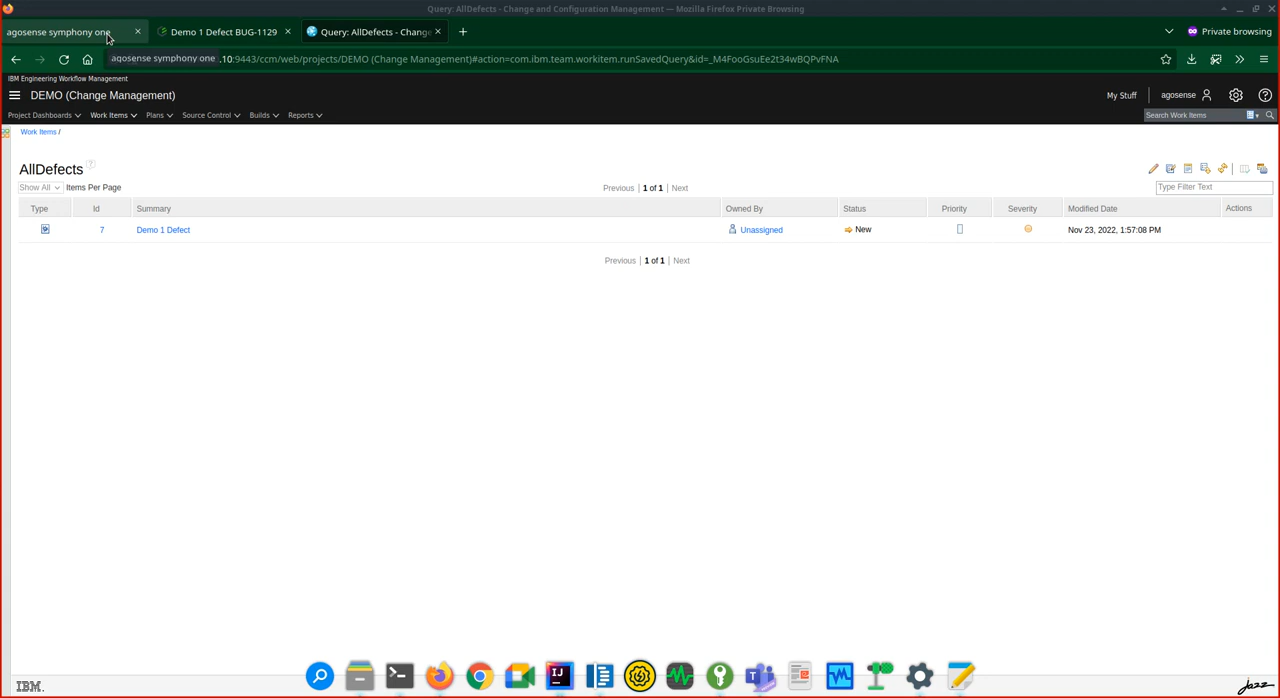 Query: AllDefects - Change and Configuration Management — Mozilla Firefox Private Browsing
agosense symphony one
Demo 1 Defect BUG-1129
Query: AllDefects - Change
Private browsing
agosense symphony one
.10:9443/ccm/web/projects/DEMO (Change Management)#action=com.ibm.team.workitem.runSavedQuery&id=_M4FooGsuEe2t34wBQPvFNA
IBM Engineering Workflow Management
DEMO (Change Management)
My Stuff
agosense
Project Dashboards Work Items Plans Source Control Builds Reports
Search Work Items
Work Items /
AllDefects
Show All Items Per Page
Previous | 1 of 1 | Next
Type Filter Text
Type Id Summary Owned By Status Priority Severity Modified Date Actions
7 Demo 1 Defect Unassigned New Nov 23, 2022, 1:57:08 PM
Previous | 1 of 1 | Next
IJ
T
IBM.
jazz